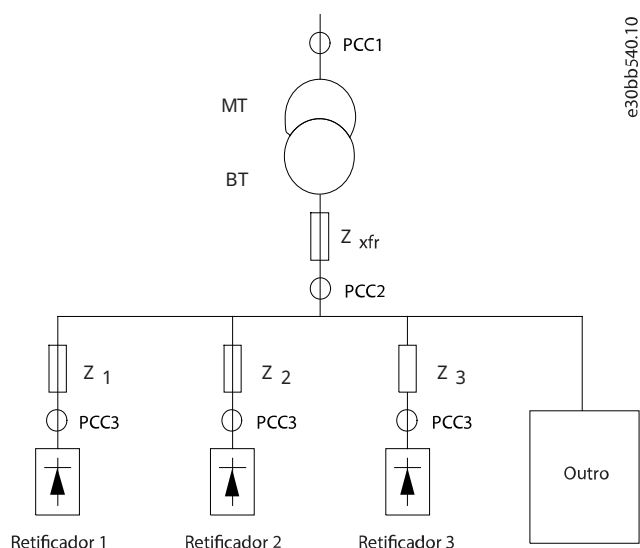 e30bb540.10
PCC1
MT
BT
Z xfr
PCC2
Z 1
Z 2
Z 3
PCC3
PCC3
PCC3
Outro
Retificador 1
Retificador 2
Retificador 3